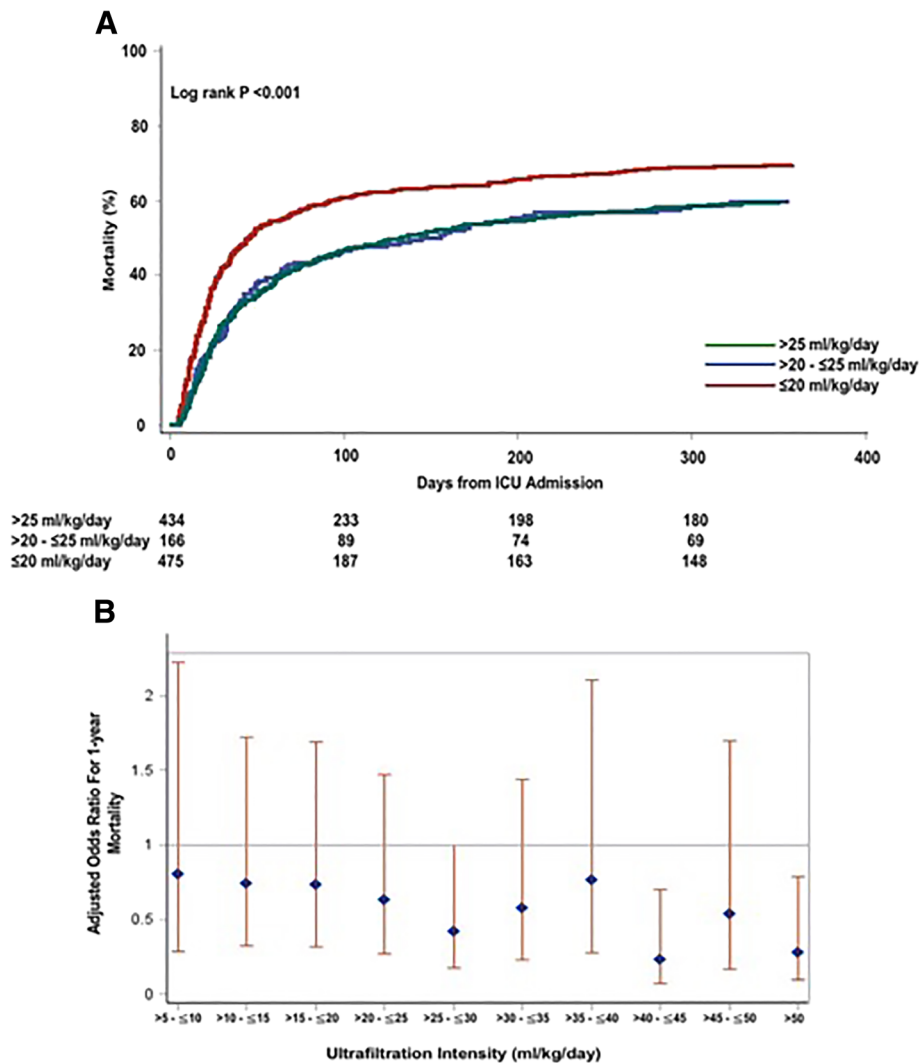 A
100
80
60
40
20
0
Mortality (%)
Log rank P <0.001
>25 ml/kg/day
>20 - ≤25 ml/kg/day
≤20 ml/kg/day
0 100 200 300 400
Days from ICU Admission
>25 ml/kg/day 434 233 198 180
>20 - ≤25 ml/kg/day 166 89 74 69
≤20 ml/kg/day 475 187 163 148
B
Adjusted Odds Ratio For 1-year
Mortality
2
1.5
1
0.5
0
>5 - ≤10 >10 - ≤15 >15 - ≤20 >20 - ≤25 >25 - ≤30 >30 - ≤35 >35 - ≤40 >40 - ≤45 >45 - ≤50 >50
Ultrafiltration Intensity (ml/kg/day)